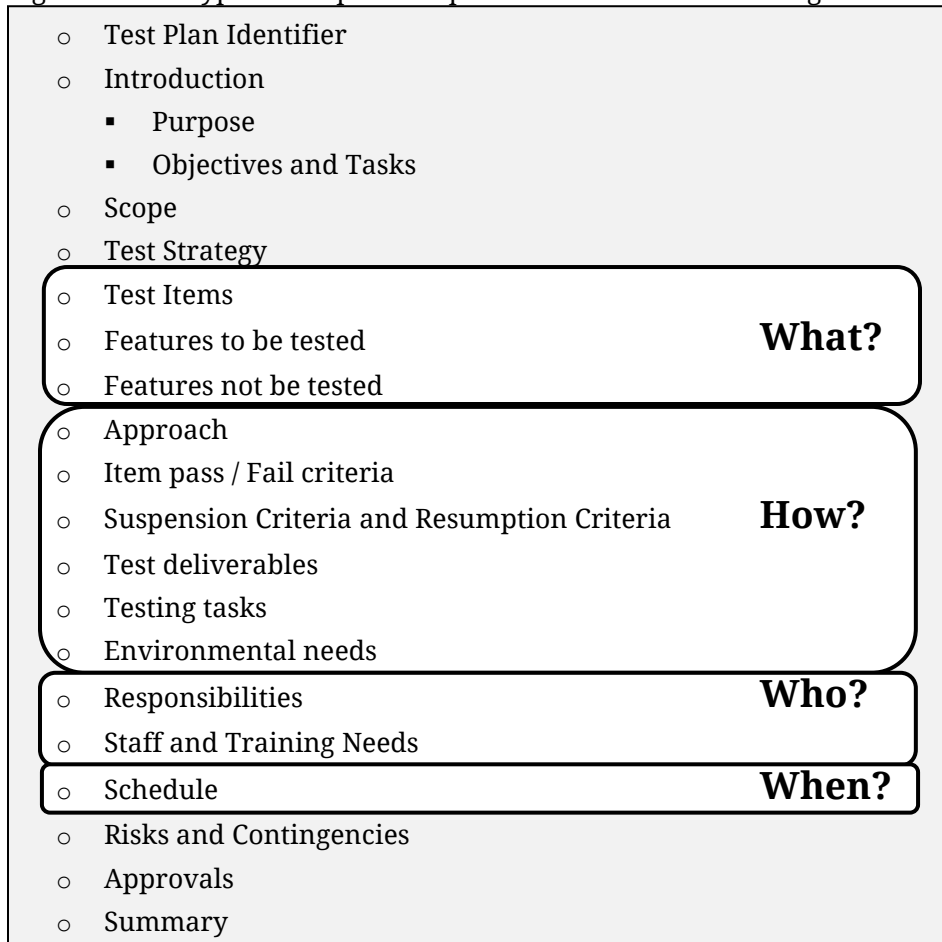 ○ Test Plan Identifier
○ Introduction
▪ Purpose
▪ Objectives and Tasks
○ Scope
○ Test Strategy
○ Test Items
○ Features to be tested What?
○ Features not be tested
○ Approach
○ Item pass / Fail criteria
○ Suspension Criteria and Resumption Criteria How?
○ Test deliverables
○ Testing tasks
○ Environmental needs
○ Responsibilities Who?
○ Staff and Training Needs
○ Schedule When?
○ Risks and Contingencies
○ Approvals
○ Summary